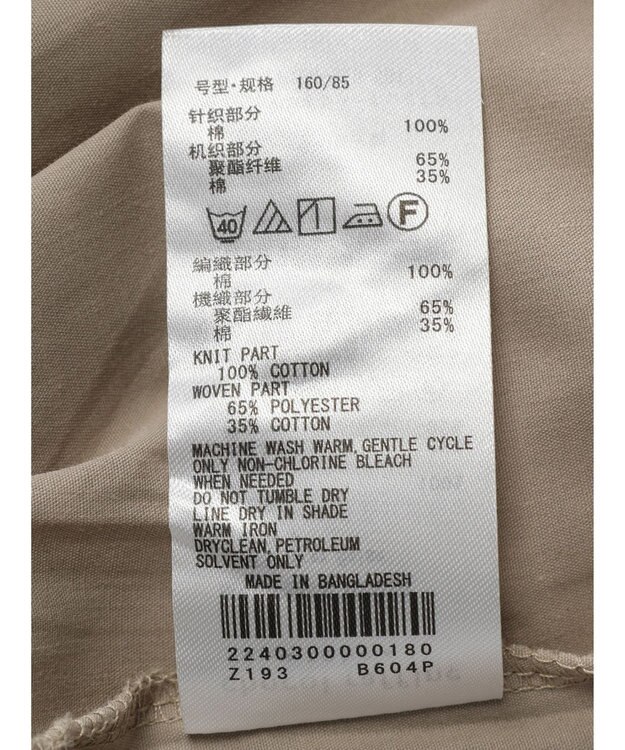 号型·规格 160/85
针织部分
棉 100%
机织部分
聚酯纤维 65%
棉 35%
40 F
編織部分
棉 100%
機織部分
聚酯纖維 65%
棉 35%
KNIT PART
100% COTTON
WOVEN PART
65% POLYESTER
35% COTTON
MACHINE WASH WARM,GENTLE CYCLE
ONLY NON-CHLORINE BLEACH
WHEN NEEDED
DO NOT TUMBLE DRY
LINE DRY IN SHADE
WARM IRON
DRYCLEAN,PETROLEUM
SOLVENT ONLY
MADE IN BANGLADESH
2240300000180
Z193 B604P